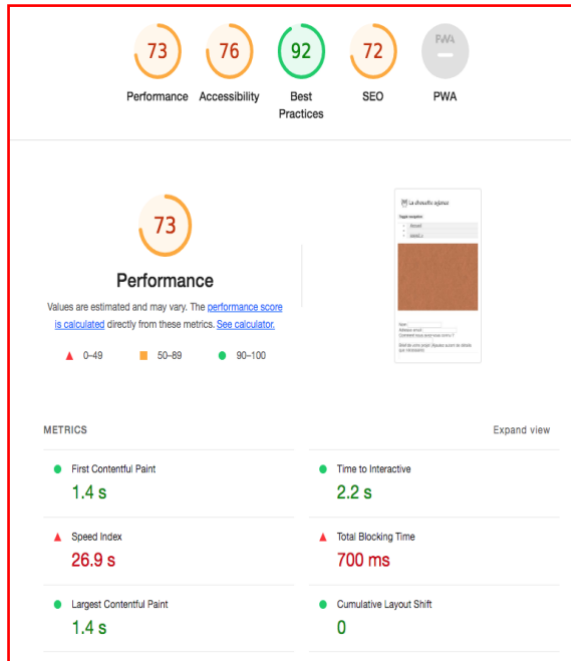 73
76
92
72
PWA
Performance
Accessibility
Best
Practices
SEO
PWA
73
Performance
Values are estimated and may vary. The performance score
is calculated directly from these metrics. See calculator.
0–49
50–89
90–100
La chouette agence
METRICS
Expand view
First Contentful Paint
1.4 s
Time to Interactive
2.2 s
Speed Index
26.9 s
Total Blocking Time
700 ms
Largest Contentful Paint
1.4 s
Cumulative Layout Shift
0